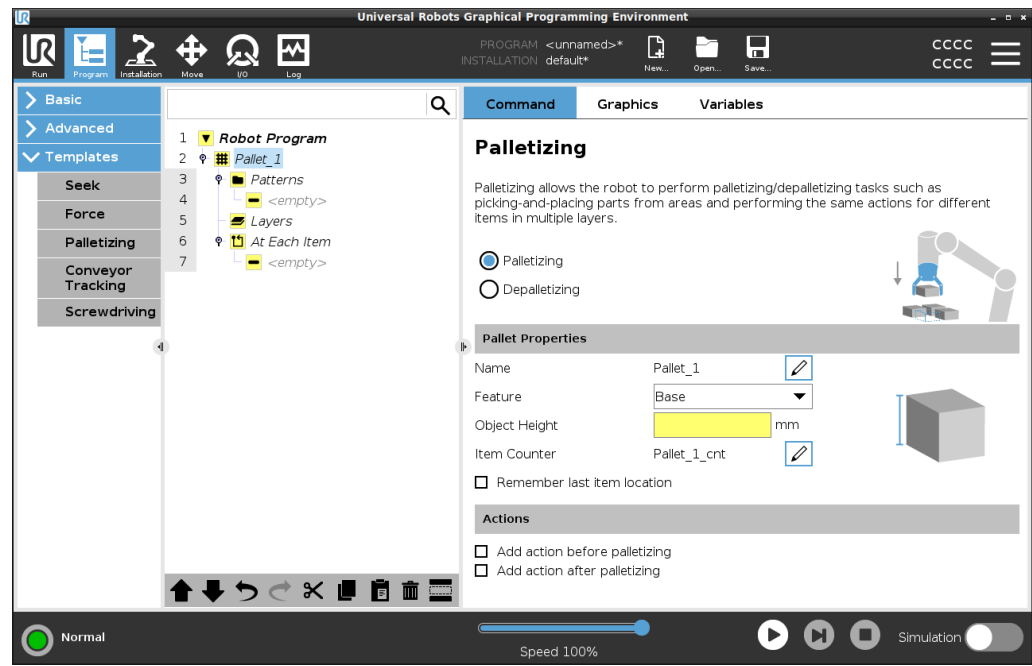 Universal Robots Graphical Programming Environment
Run
Program
Installation
Move
I/O
Log
PROGRAM <unnamed>*
INSTALLATION default*
New...
Open...
Save...
cccc
cccc
Basic
Advanced
Templates
Seek
Force
Palletizing
Conveyor
Tracking
Screwdriving
1 Robot Program
2 Pallet_1
3 Patterns
4 <empty>
5 Layers
6 At Each Item
7 <empty>
Command
Graphics
Variables
Palletizing
Palletizing allows the robot to perform palletizing/depalletizing tasks such as
picking-and-placing parts from areas and performing the same actions for different
items in multiple layers.
Palletizing
Depalletizing
Pallet Properties
Name Pallet_1
Feature Base
Object Height mm
Item Counter Pallet_1_cnt
Remember last item location
Actions
Add action before palletizing
Add action after palletizing
Normal
Speed 100%
Simulation